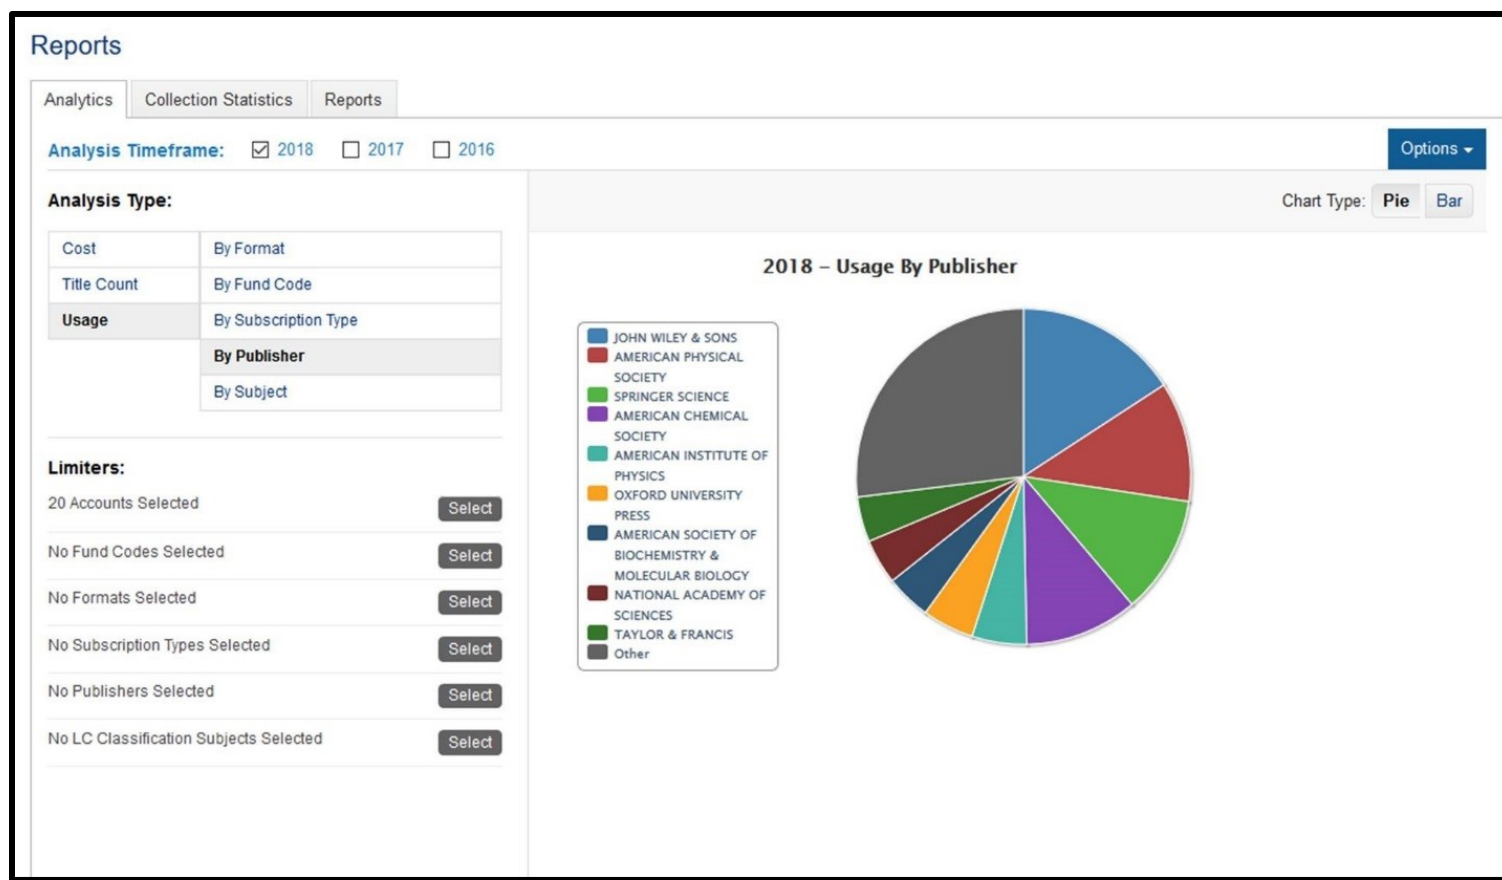 Reports
Analytics Collection Statistics Reports
Analysis Timeframe: 2018 2017 2016
Options
Analysis Type:
Cost By Format
Title Count By Fund Code
Usage By Subscription Type
By Publisher
By Subject
Limiters:
20 Accounts Selected Select
No Fund Codes Selected Select
No Formats Selected Select
No Subscription Types Selected Select
No Publishers Selected Select
No LC Classification Subjects Selected Select
Chart Type: Pie Bar
2018 – Usage By Publisher
JOHN WILEY & SONS
AMERICAN PHYSICAL
SOCIETY
SPRINGER SCIENCE
AMERICAN CHEMICAL
SOCIETY
AMERICAN INSTITUTE OF
PHYSICS
OXFORD UNIVERSITY
PRESS
AMERICAN SOCIETY OF
BIOCHEMISTRY &
MOLECULAR BIOLOGY
NATIONAL ACADEMY OF
SCIENCES
TAYLOR & FRANCIS
Other